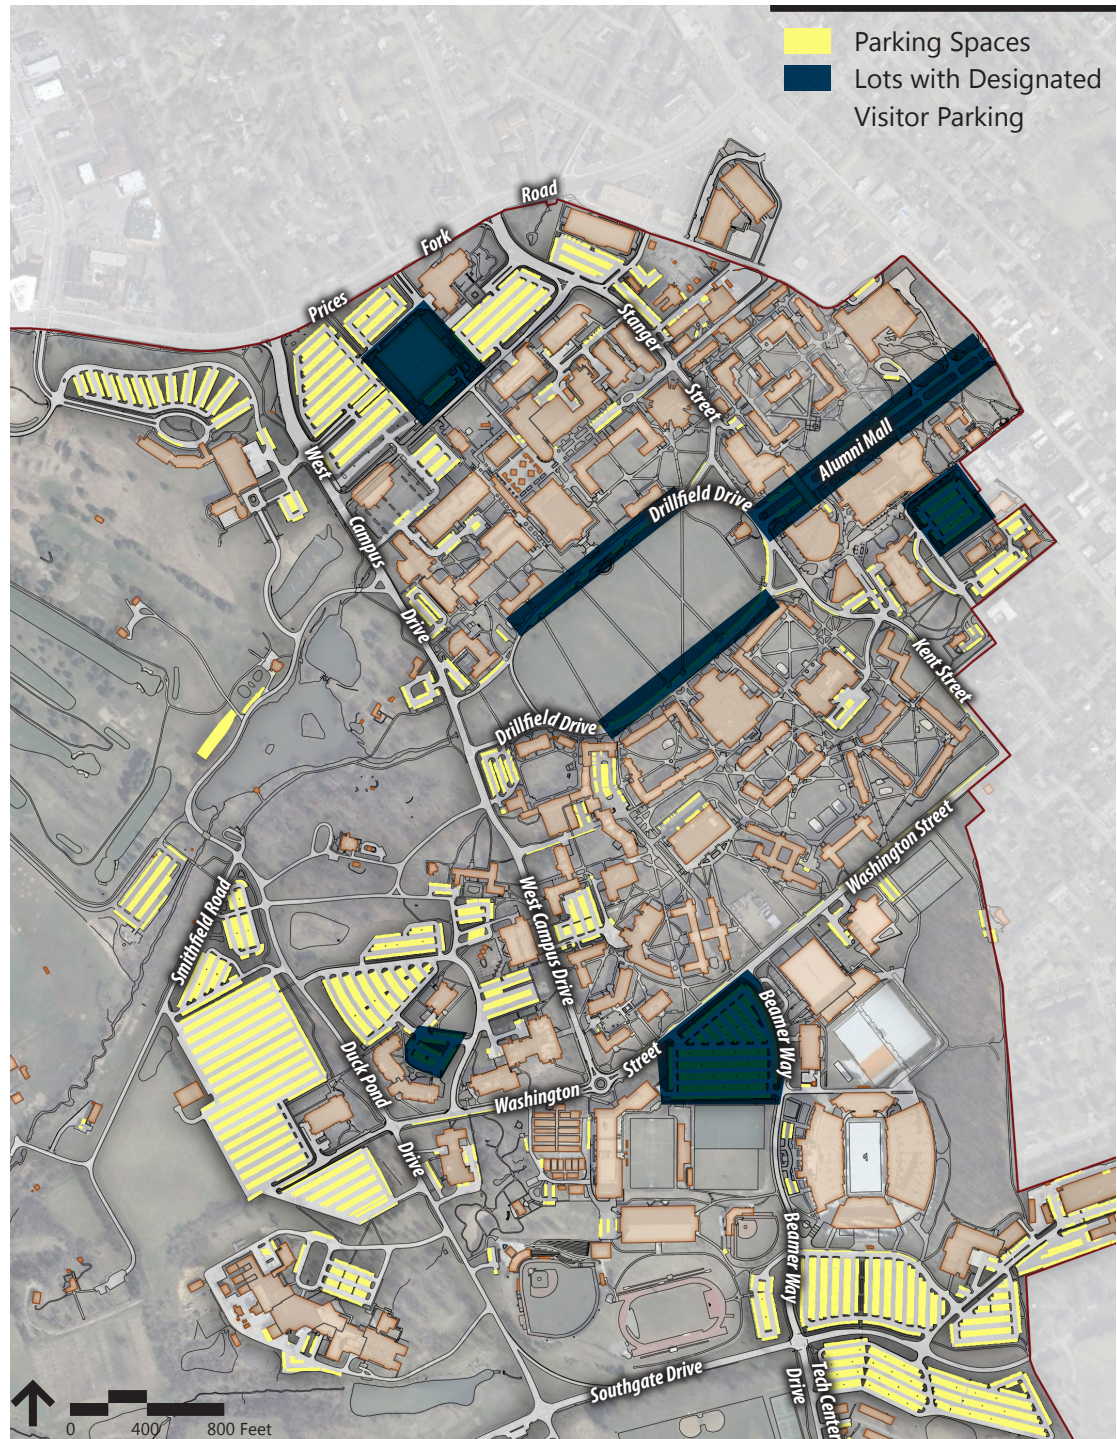 Parking Spaces
Lots with Designated
Visitor Parking
Prices
Fork
Road
Stanger
Street
Alumni Mall
Drillfield Drive
West
Campus
Drive
Kent Street
Drillfield Drive
Washington Street
Smithfield Road
West Campus Drive
Beamer Way
Street
Duck Pond
Washington
Drive
Beamer Way
Southgate Drive
Drive
Tech Center
0
400
800 Feet